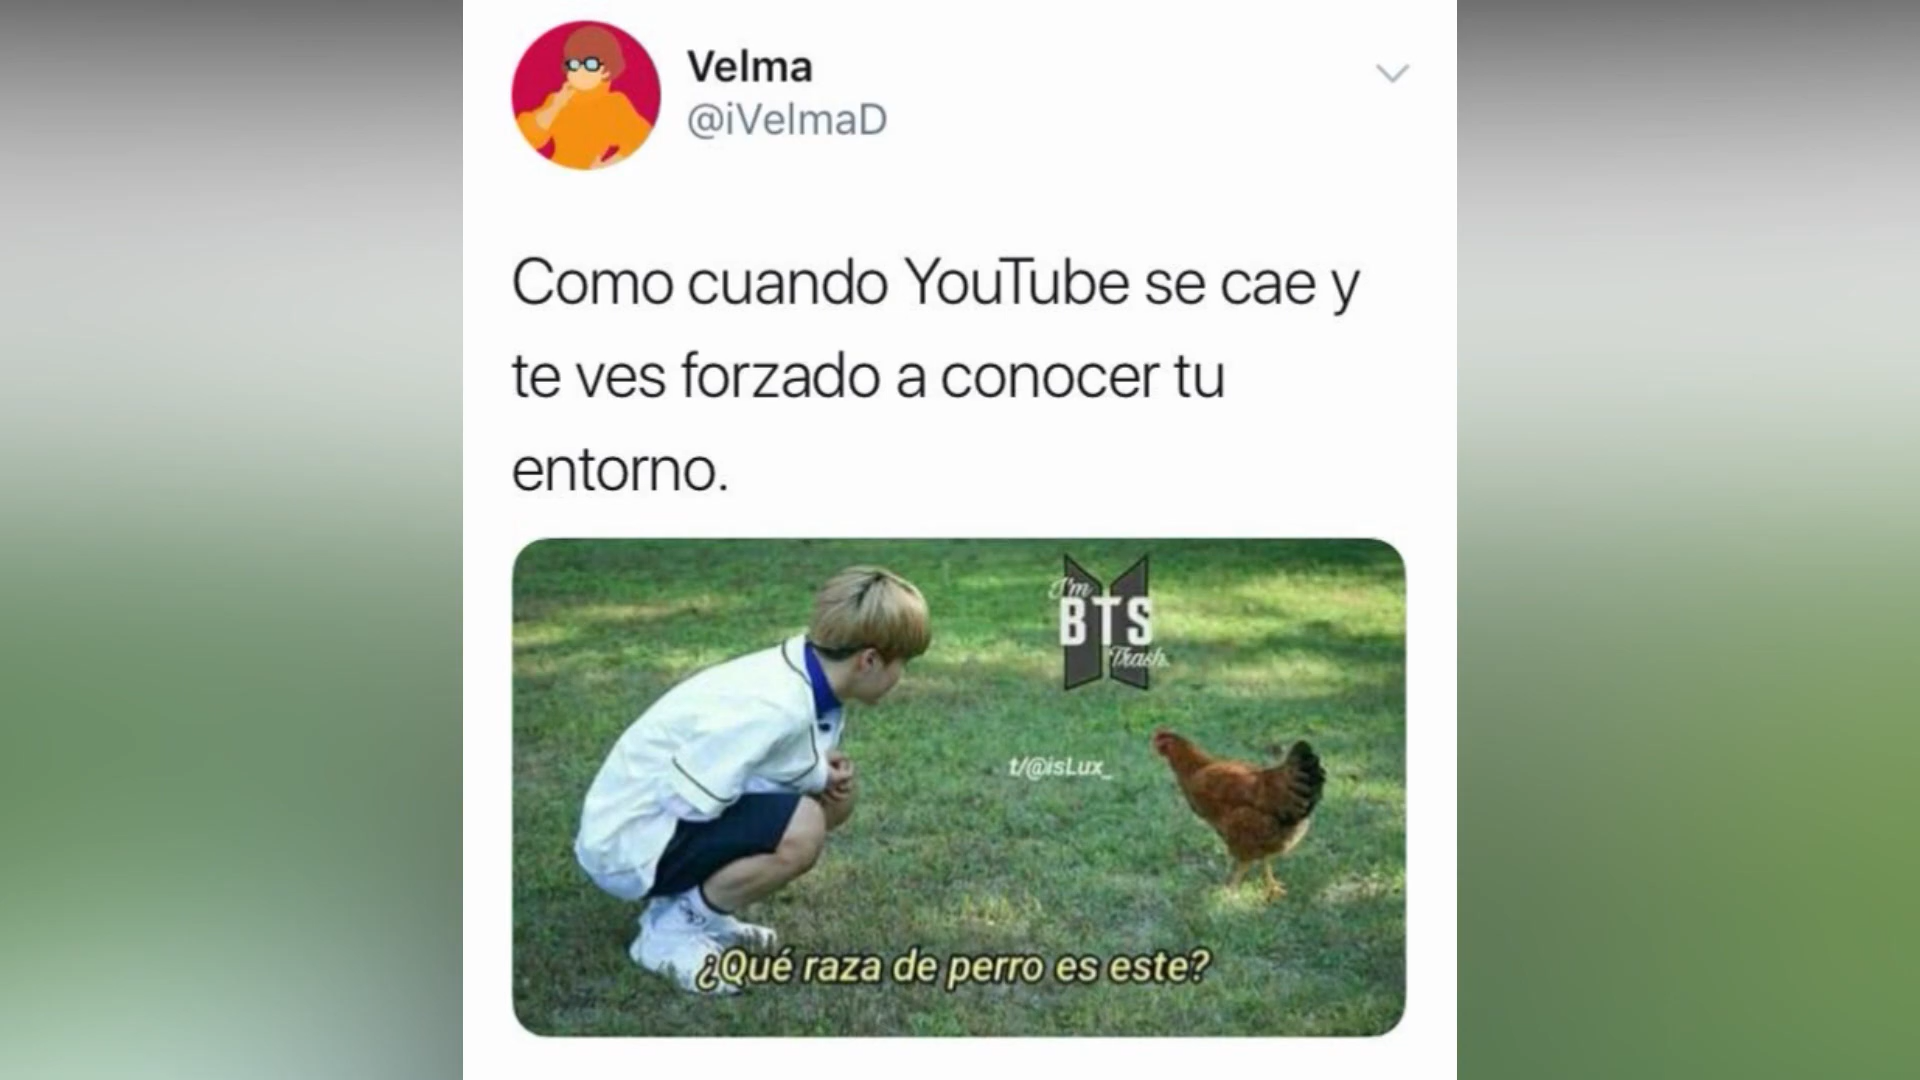 Velma
@iVelmaD
Como cuando YouTube se cae y
te ves forzado a conocer tu
entorno.
I'm
BTS
Trash.
t/@isLux_
¿Qué raza de perro es este?